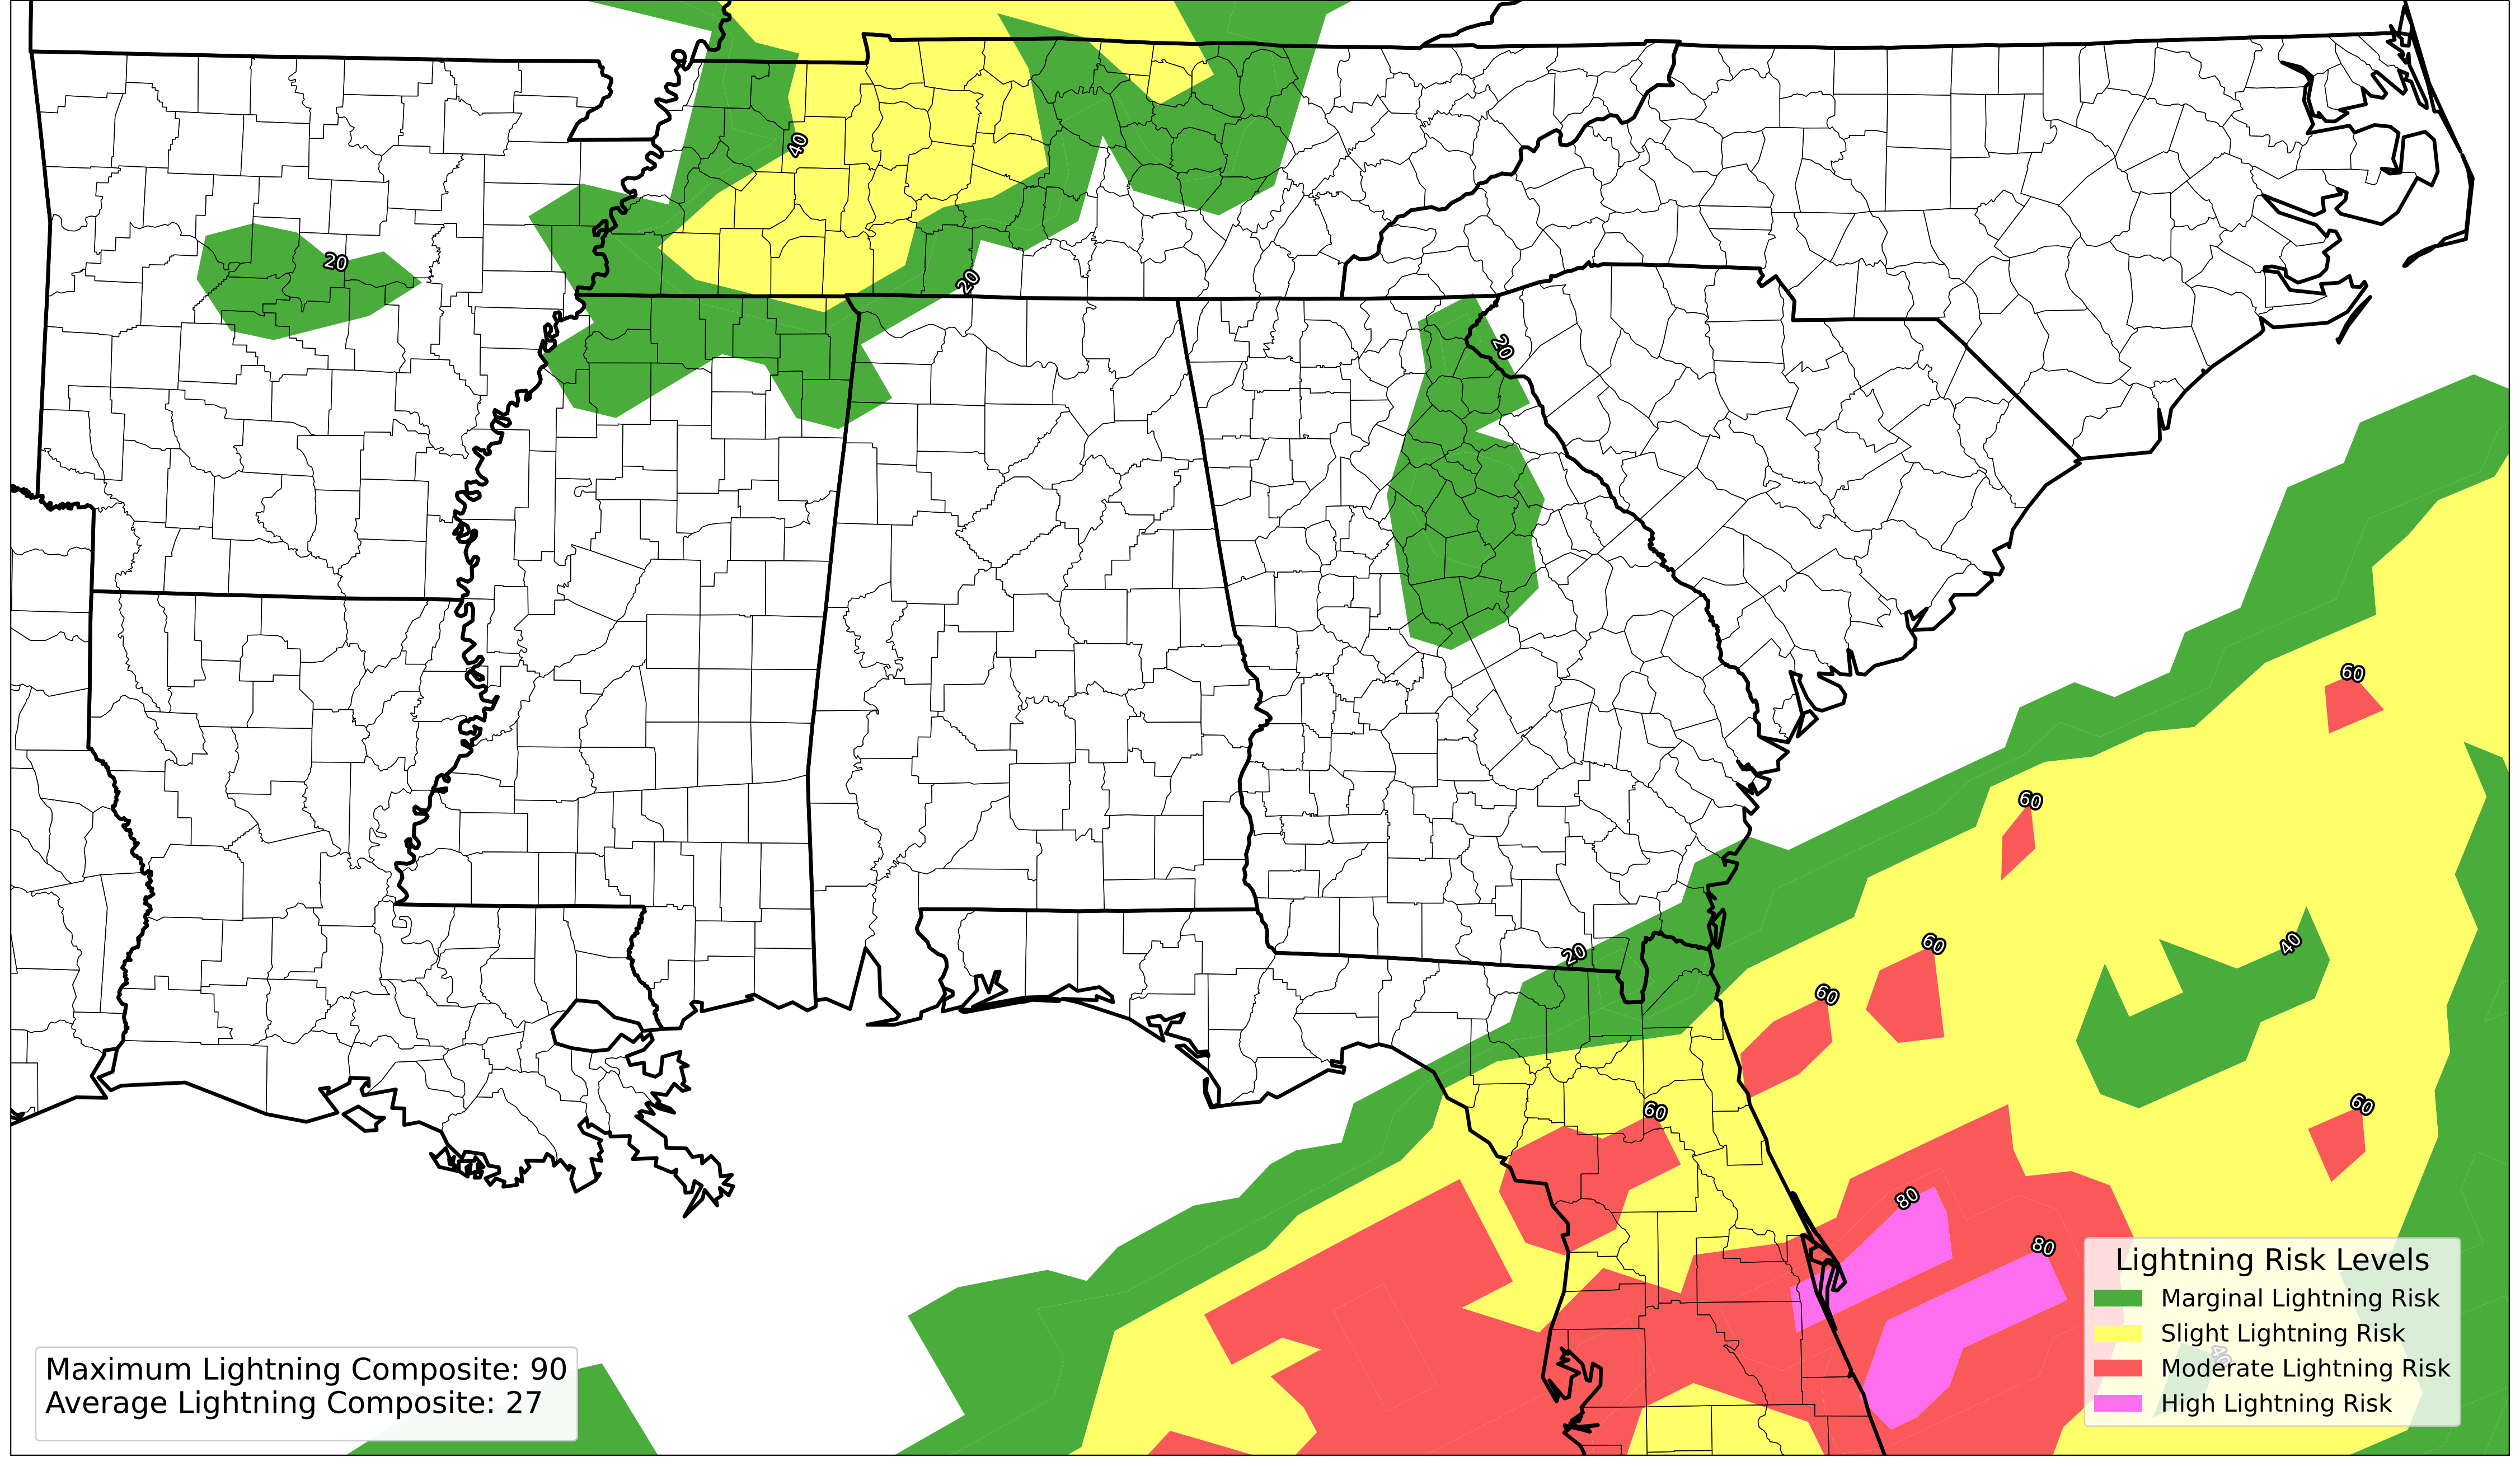 40
20
20
20
60
60
60
40
20
60
60
60
80
80
Lightning Risk Levels
Marginal Lightning Risk
Slight Lightning Risk
Moderate Lightning Risk
High Lightning Risk
Maximum Lightning Composite: 90
Average Lightning Composite: 27